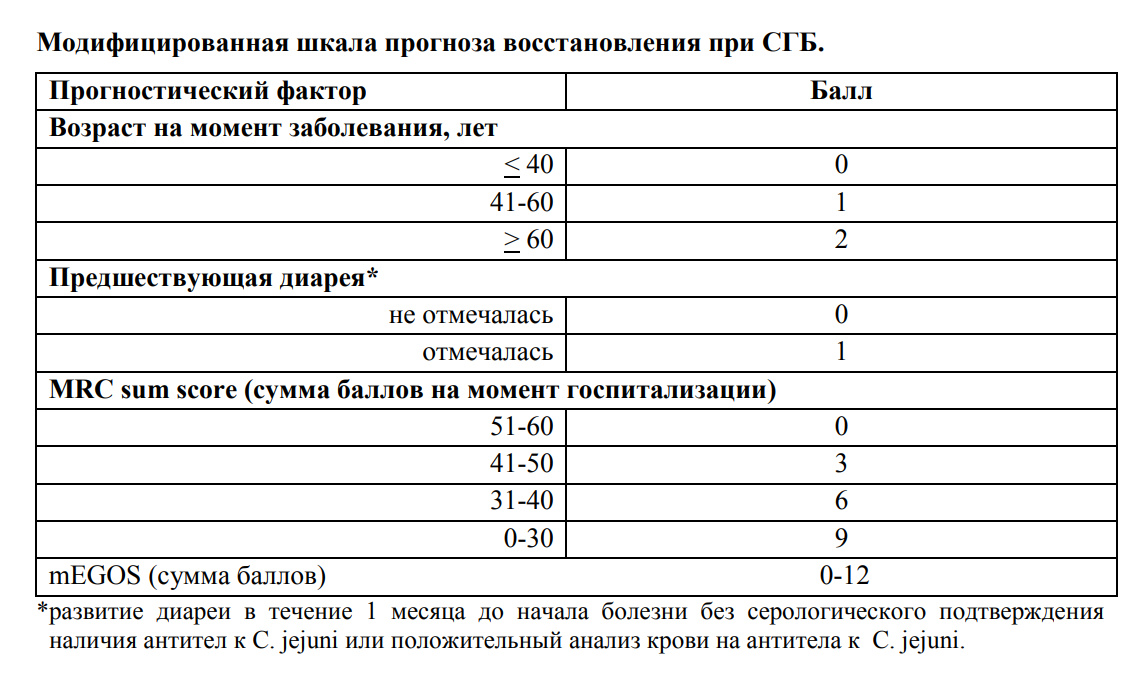 Модифицированная шкала прогноза восстановления при СГБ.
Прогностический фактор Балл
Возраст на момент заболевания, лет
≤ 40 0
41-60 1
≥ 60 2
Предшествующая диарея*
не отмечалась 0
отмечалась 1
MRC sum score (сумма баллов на момент госпитализации)
51-60 0
41-50 3
31-40 6
0-30 9
mEGOS (сумма баллов) 0-12
*развитие диареи в течение 1 месяца до начала болезни без серологического подтверждения
наличия антител к C. jejuni или положительный анализ крови на антитела к C. jejuni.